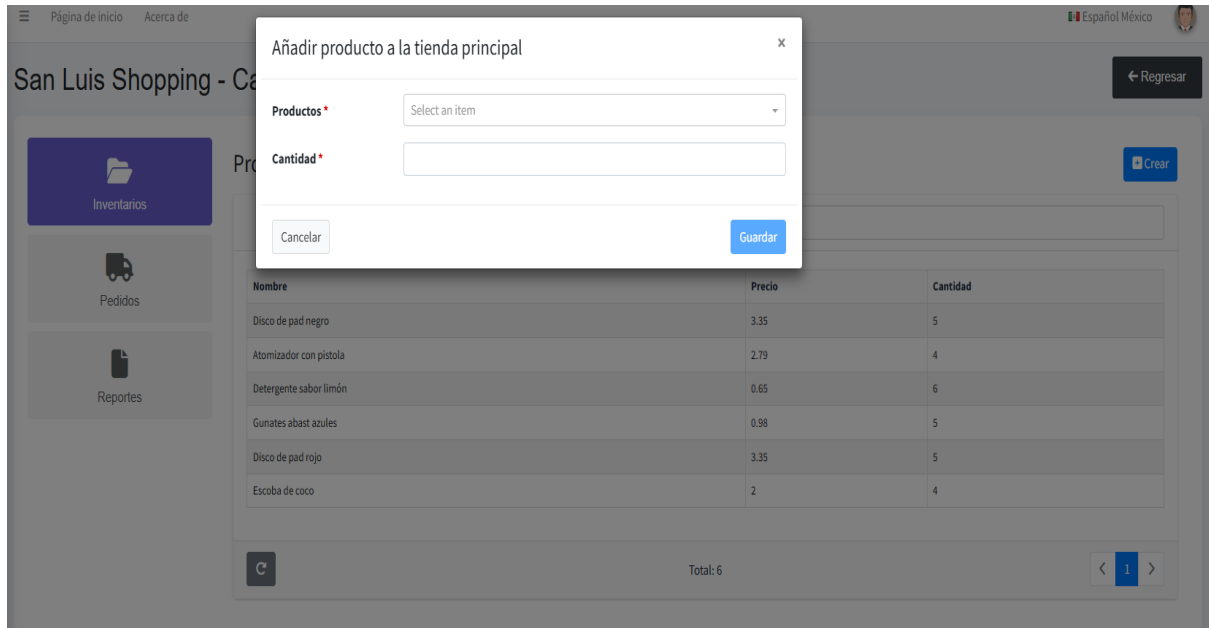 Página de inicio Acerca de Español México
Añadir producto a la tienda principal x
San Luis Shopping - Ca
Regresar
Productos * Select an item
Cantidad *
Pro
Crear
Inventarios
Cancelar Guardar
Pedidos
Nombre Precio Cantidad
Disco de pad negro 3.35 5
Atomizador con pistola 2.79 4
Reportes
Detergente sabor limón 0.65 6
Gunates abast azules 0.98 5
Disco de pad rojo 3.35 5
Escoba de coco 2 4
Total: 6 1